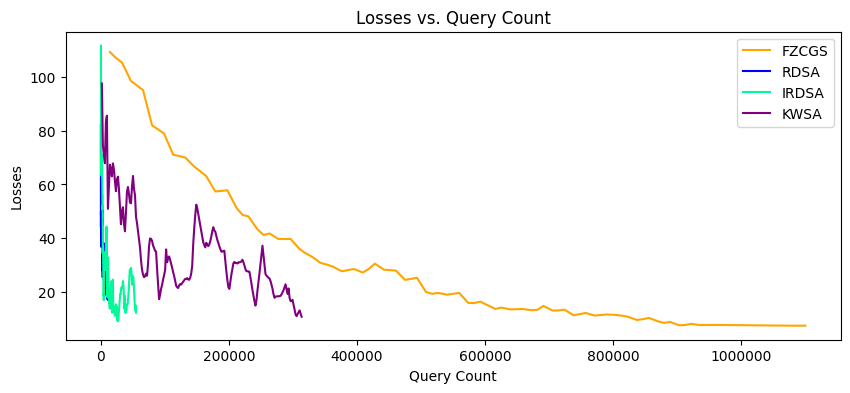 Losses vs. Query Count
FZCGS
RDSA
IRDSA
KWSA
Losses
100
80
60
40
20
0 200000 400000 600000 800000 1000000
Query Count